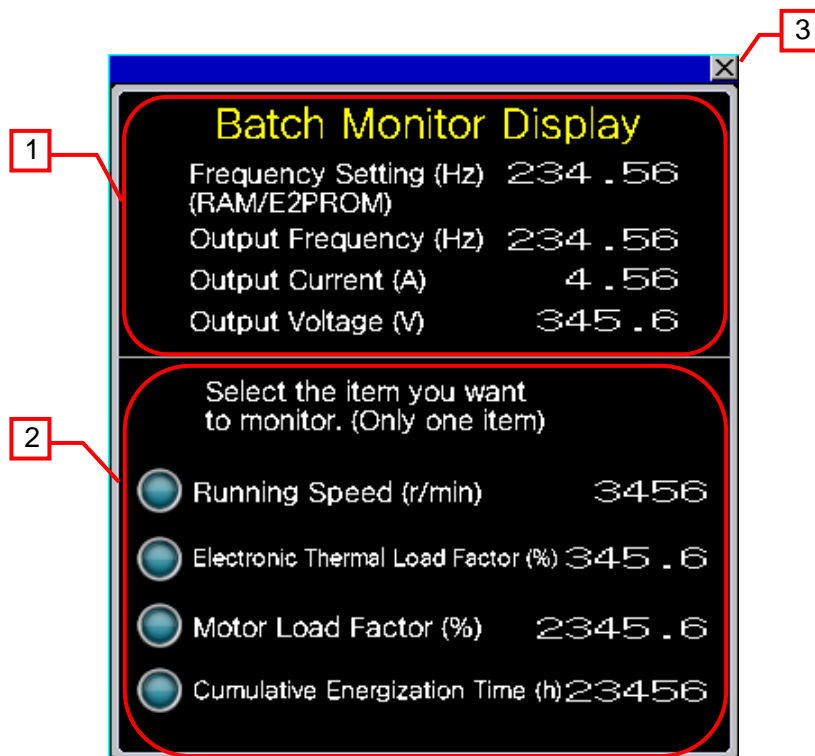 3
1
Batch Monitor Display
Frequency Setting (Hz) 234.56
(RAM/E2PROM)
Output Frequency (Hz) 234.56
Output Current (A) 4.56
Output Voltage (V) 345.6
2
Select the item you want
to monitor. (Only one item)
Running Speed (r/min) 3456
Electronic Thermal Load Factor (%) 345.6
Motor Load Factor (%) 2345.6
Cumulative Energization Time (h) 23456